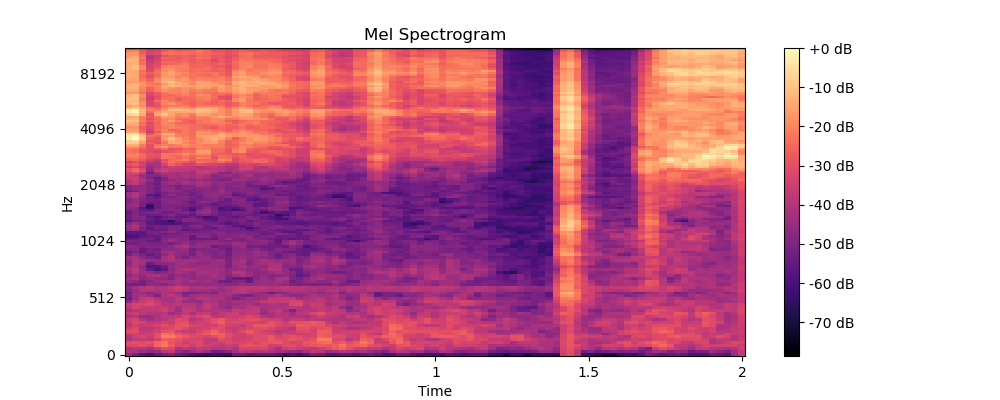 Mel Spectrogram
Hz
8192
4096
2048
1024
512
0
0 0.5 1 1.5 2
Time
+0 dB
-10 dB
-20 dB
-30 dB
-40 dB
-50 dB
-60 dB
-70 dB